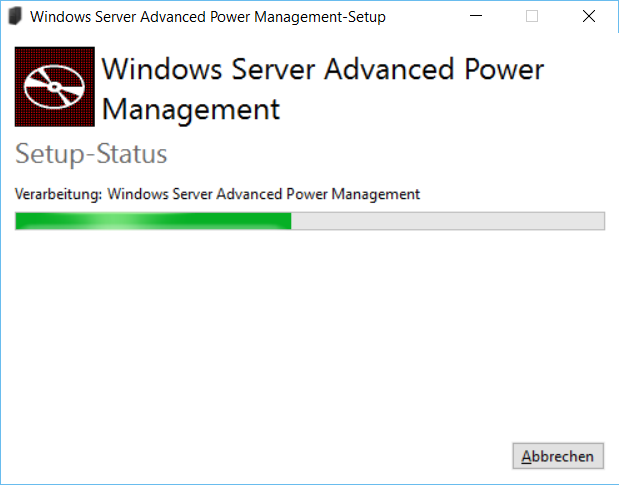 Windows Server Advanced Power Management-Setup
Windows Server Advanced Power
Management
Setup-Status
Verarbeitung: Windows Server Advanced Power Management
Abbrechen